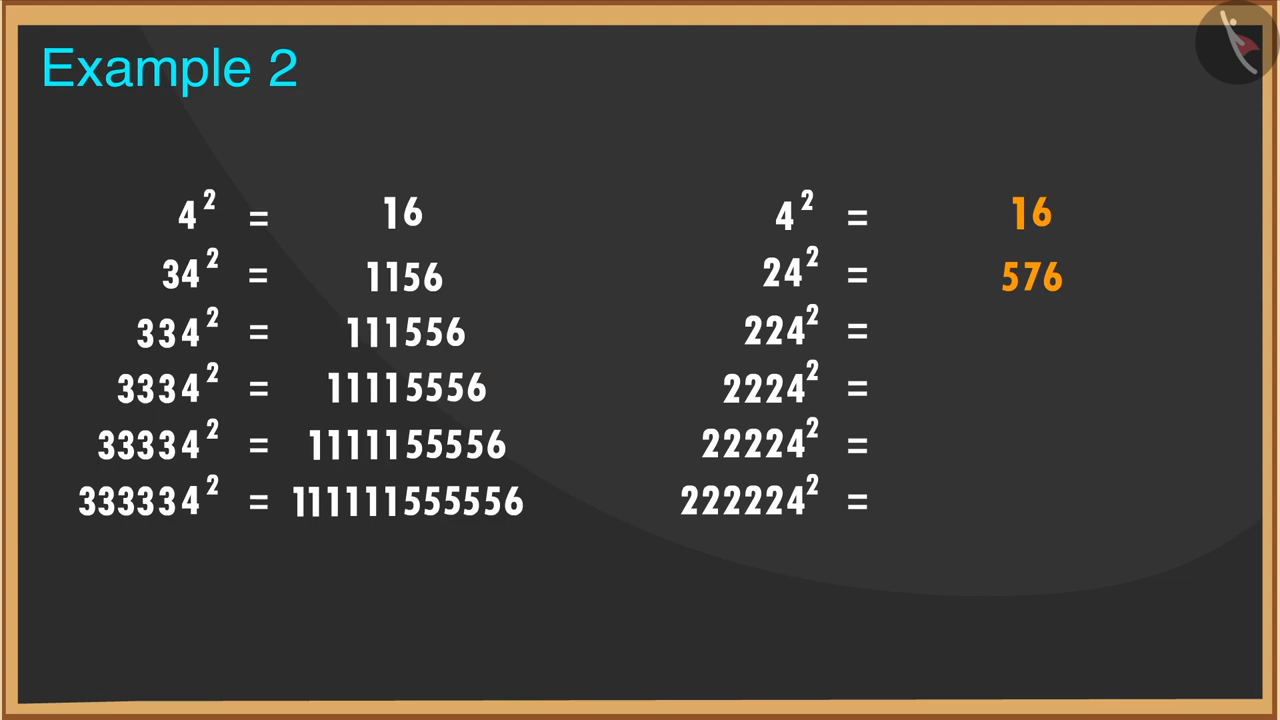 Example 2
4² = 16
34² = 1156
334² = 111556
3334² = 11115556
33334² = 1111155556
333334² = 111111555556
4² = 16
24² = 576
224² =
2224² =
22224² =
222224² =